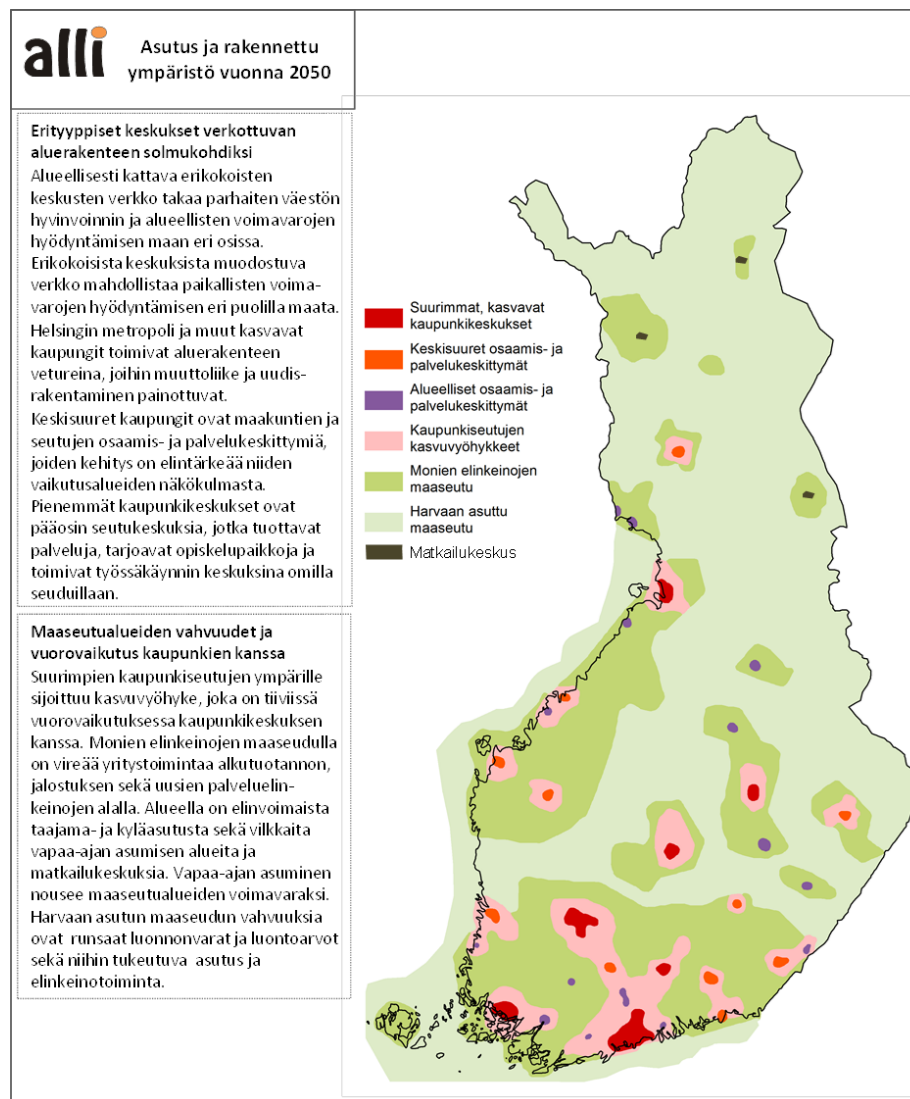 alli
Asutus ja rakennettu
ympäristö vuonna 2050
Erityyppiset keskukset verkottuvan
aluerakenteen solmukohdiksi
Alueellisesti kattava erikokoisten
keskusten verkko takaa parhaiten väestön
hyvinvoinnin ja alueellisten voimavarojen
hyödyntämisen maan eri osissa.
Erikokoisista keskuksista muodostuva
verkko mahdollistaa paikallisten voima-
varojen hyödyntämisen eri puolilla maata.
Helsingin metropoli ja muut kasvavat
kaupungit toimivat aluerakenteen
vetureina, joihin muuttoliike ja uudis-
rakentaminen painottuvat.
Keskisuuret kaupungit ovat maakuntien ja
seutujen osaamis- ja palvelukeskittymiä,
joiden kehitys on elintärkeää niiden
vaikutusalueiden näkökulmasta.
Pienemmät kaupunkikeskukset ovat
pääosin seutukeskuksia, jotka tuottavat
palveluja, tarjoavat opiskelupaikkoja ja
toimivat työssäkäynnin keskuksina omilla
seuduillaan.
Maaseutualueiden vahvuudet ja
vuorovaikutus kaupunkien kanssa
Suurimpien kaupunkiseutujen ympärille
sijoittuu kasvuvyöhyke, joka on tiiviissä
vuorovaikutuksessa kaupunkikeskuksen
kanssa. Monien elinkeinojen maaseudulla
on vireää yritystoimintaa alkutuotannon,
jalostuksen sekä uusien palveluelin-
keinojen alalla. Alueella on elinvoimaista
taajama- ja kyläasutusta sekä vilkkaita
vapaa-ajan asumisen alueita ja
matkailukeskuksia. Vapaa-ajan asuminen
nousee maaseutualueiden voimavaraksi.
Harvaan asutun maaseudun vahvuuksia
ovat runsaat luonnonvarat ja luontoarvot
sekä niihin tukeutuva asutus ja
elinkeinotoiminta.
Suurimmat, kasvavat
kaupunkikeskukset
Keskisuuret osaamis- ja
palvelukeskittymät
Alueelliset osaamis- ja
palvelukeskittymät
Kaupunkiseutujen
kasvuvyöhykkeet
Monien elinkeinojen
maaseutu
Harvaan asuttu
maaseutu
Matkailukeskus